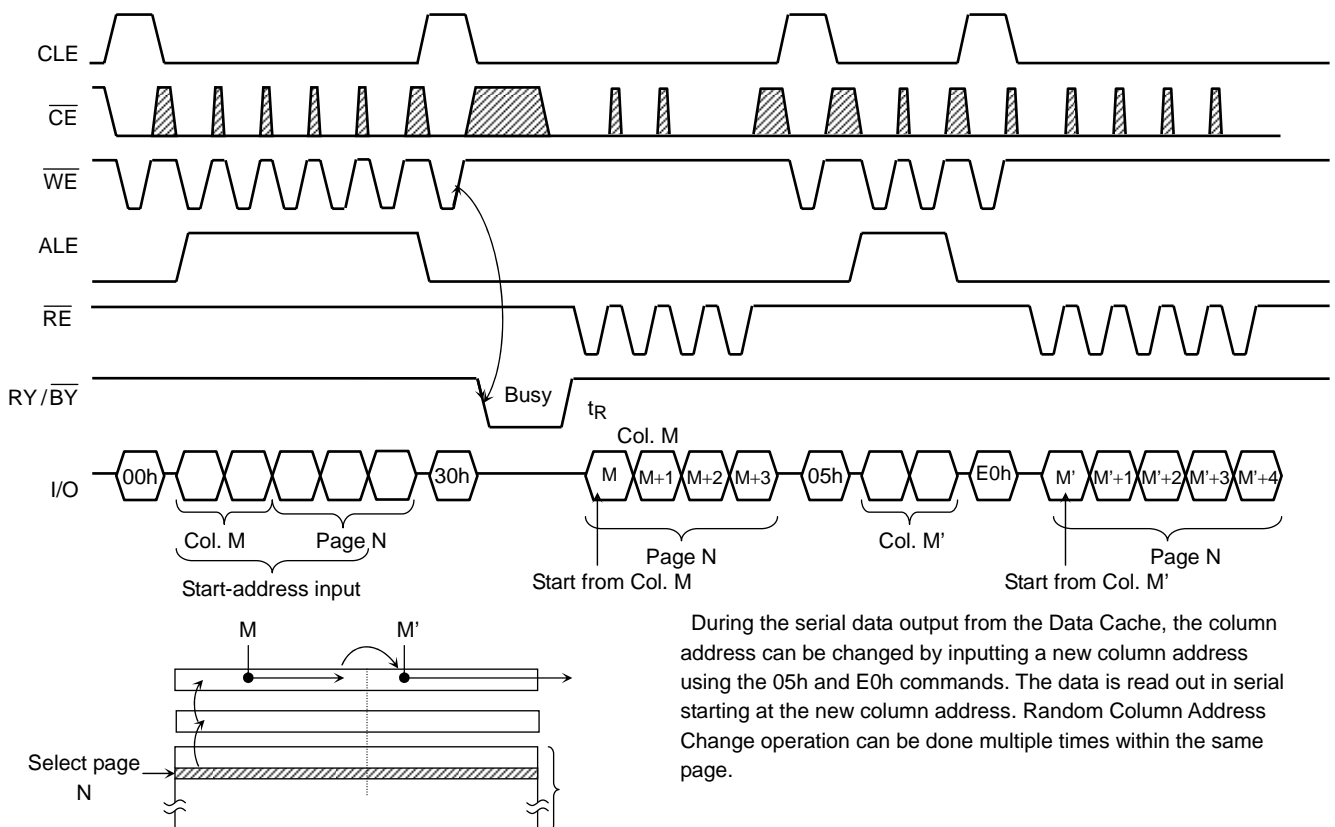 CLE
CE
WE
ALE
RE
RY/BY
Busy
tR
Col. M
I/O
00h
30h
M
M+1
M+2
M+3
05h
E0h
M'
M'+1
M'+2
M'+3
M'+4
Col. M
Page N
Page N
Col. M'
Page N
Start-address input
Start from Col. M
Start from Col. M'
M
M'
Select page
N
During the serial data output from the Data Cache, the column
address can be changed by inputting a new column address
using the 05h and E0h commands. The data is read out in serial
starting at the new column address. Random Column Address
Change operation can be done multiple times within the same
page.